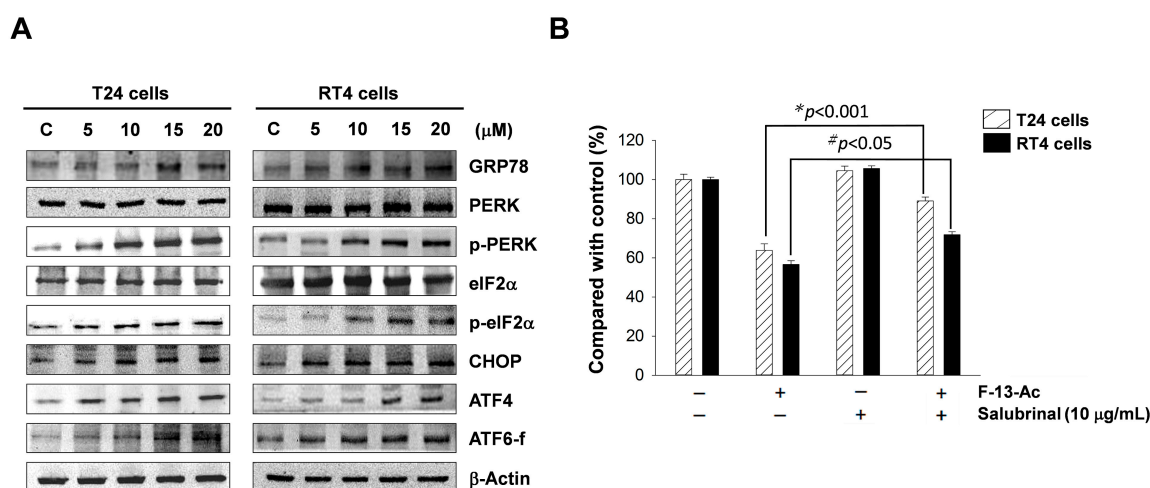 A
T24 cells RT4 cells
C 5 10 15 20 C 5 10 15 20 (μM)
GRP78
PERK
p-PERK
eIF2α
p-eIF2α
CHOP
ATF4
ATF6-f
β-Actin
B
*p<0.001
#p<0.05
T24 cells
RT4 cells
Compared with control (%)
120
100
80
60
40
20
0
– + – + F-13-Ac
– – + + Salubrinal (10 μg/mL)